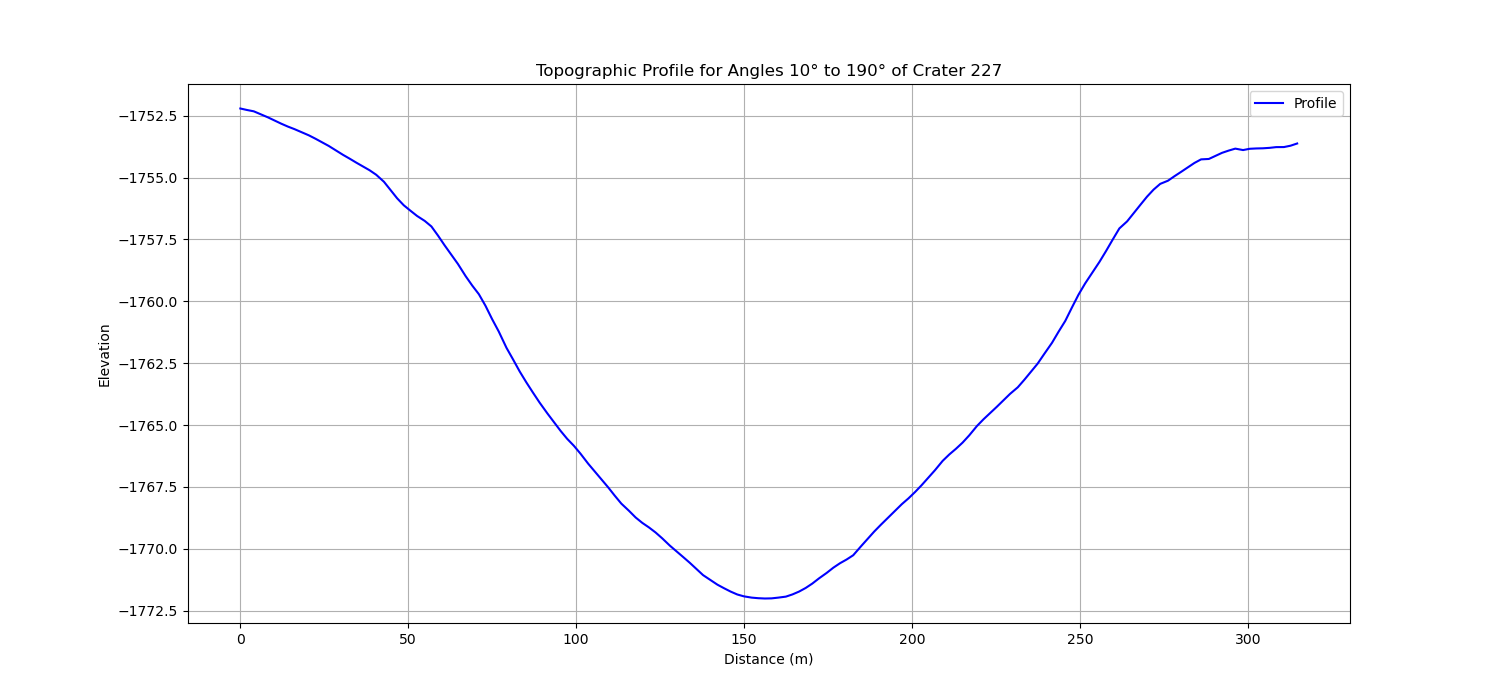 Topographic Profile for Angles 10° to 190° of Crater 227
Profile
−1752.5
−1755.0
−1757.5
−1760.0
−1762.5
−1765.0
−1767.5
−1770.0
−1772.5
Elevation
0 50 100 150 200 250 300
Distance (m)